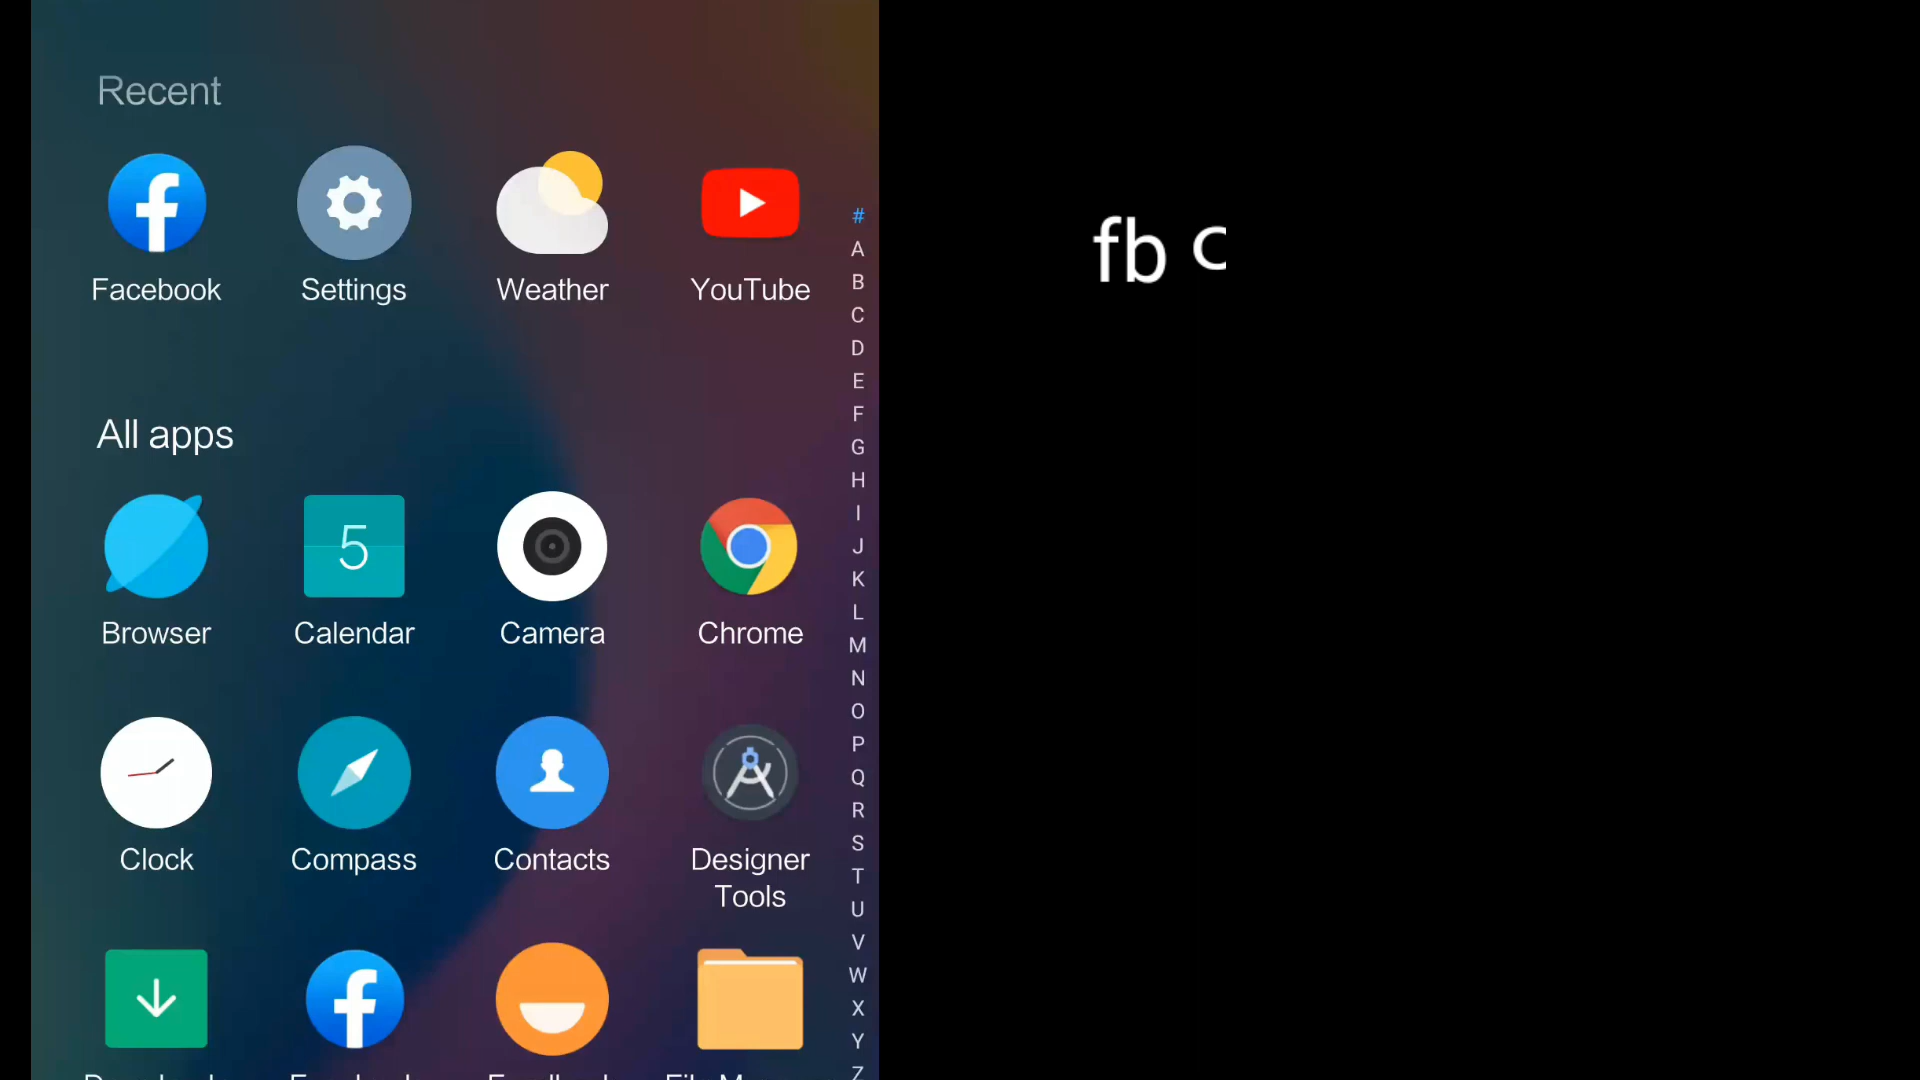 Recent
Facebook Settings Weather YouTube
All apps
5
Browser Calendar Camera Chrome
Clock Compass Contacts Designer
Tools
#
A
B
C
D
E
F
G
H
I
J
K
L
M
N
O
P
Q
R
S
T
U
V
W
X
Y
Z
fb